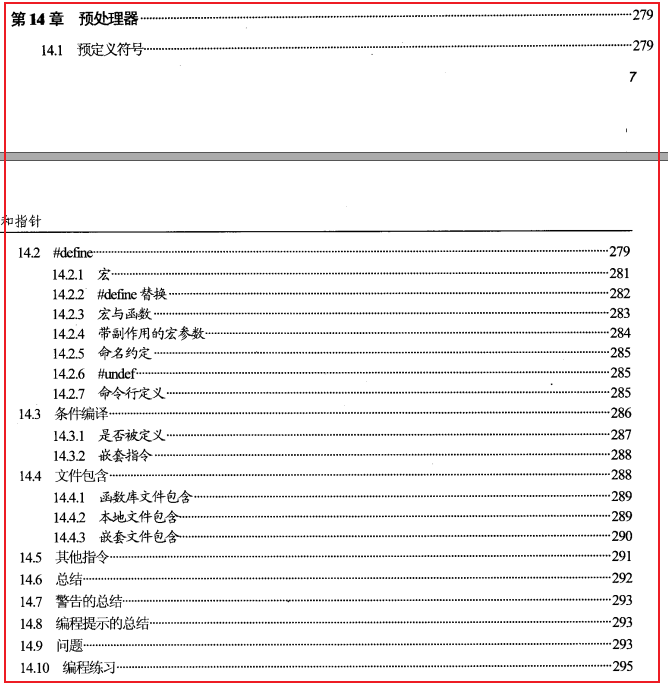 第 14 章 预处理器 279
14.1 预定义符号 279
7
和指针
14.2 #define 279
14.2.1 宏 281
14.2.2 #define 替换 282
14.2.3 宏与函数 283
14.2.4 带副作用的宏参数 284
14.2.5 命名约定 285
14.2.6 #undef 285
14.2.7 命令行定义 285
14.3 条件编译 286
14.3.1 是否被定义 287
14.3.2 嵌套指令 288
14.4 文件包含 288
14.4.1 函数库文件包含 289
14.4.2 本地文件包含 289
14.4.3 嵌套文件包含 290
14.5 其他指令 291
14.6 总结 292
14.7 警告的总结 293
14.8 编程提示的总结 293
14.9 问题 293
14.10 编程练习 295